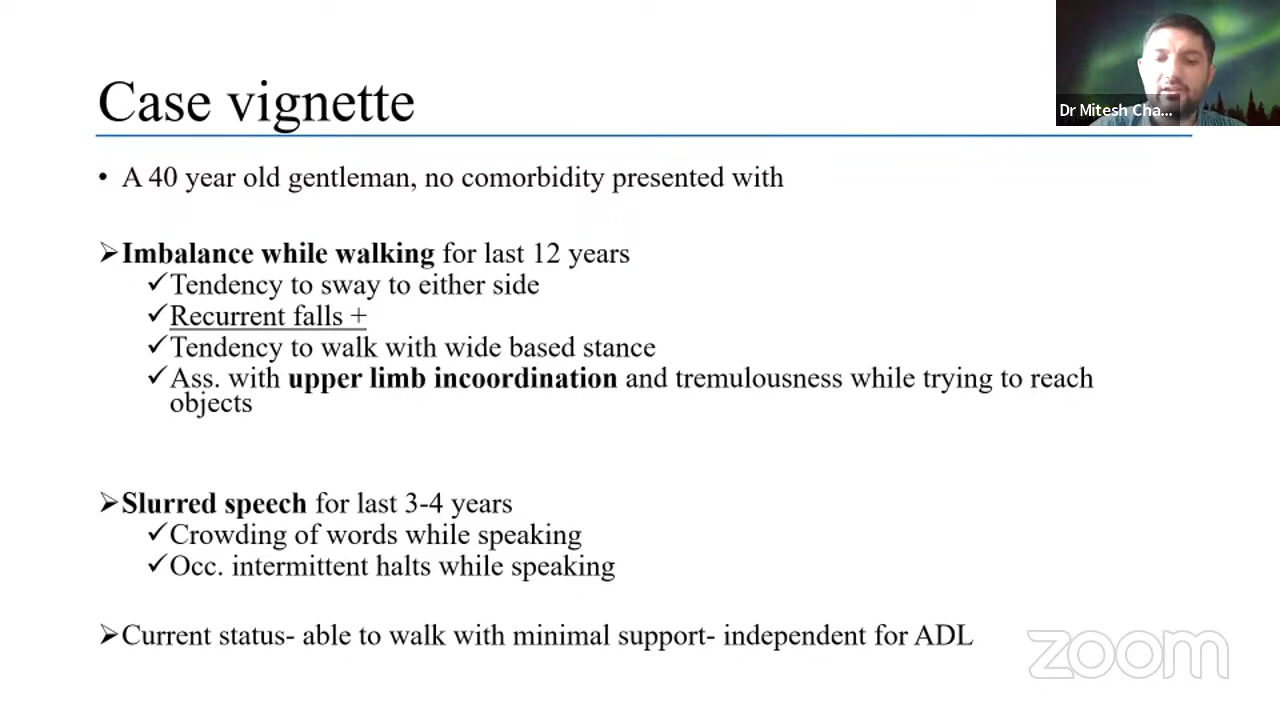 Case vignette
Dr Mitesh Cha...
• A 40 year old gentleman, no comorbidity presented with
➢Imbalance while walking for last 12 years
✓Tendency to sway to either side
✓Recurrent falls +
✓Tendency to walk with wide based stance
✓Ass. with upper limb incoordination and tremulousness while trying to reach
objects
➢Slurred speech for last 3-4 years
✓Crowding of words while speaking
✓Occ. intermittent halts while speaking
➢Current status- able to walk with minimal support- independent for ADL
zoom